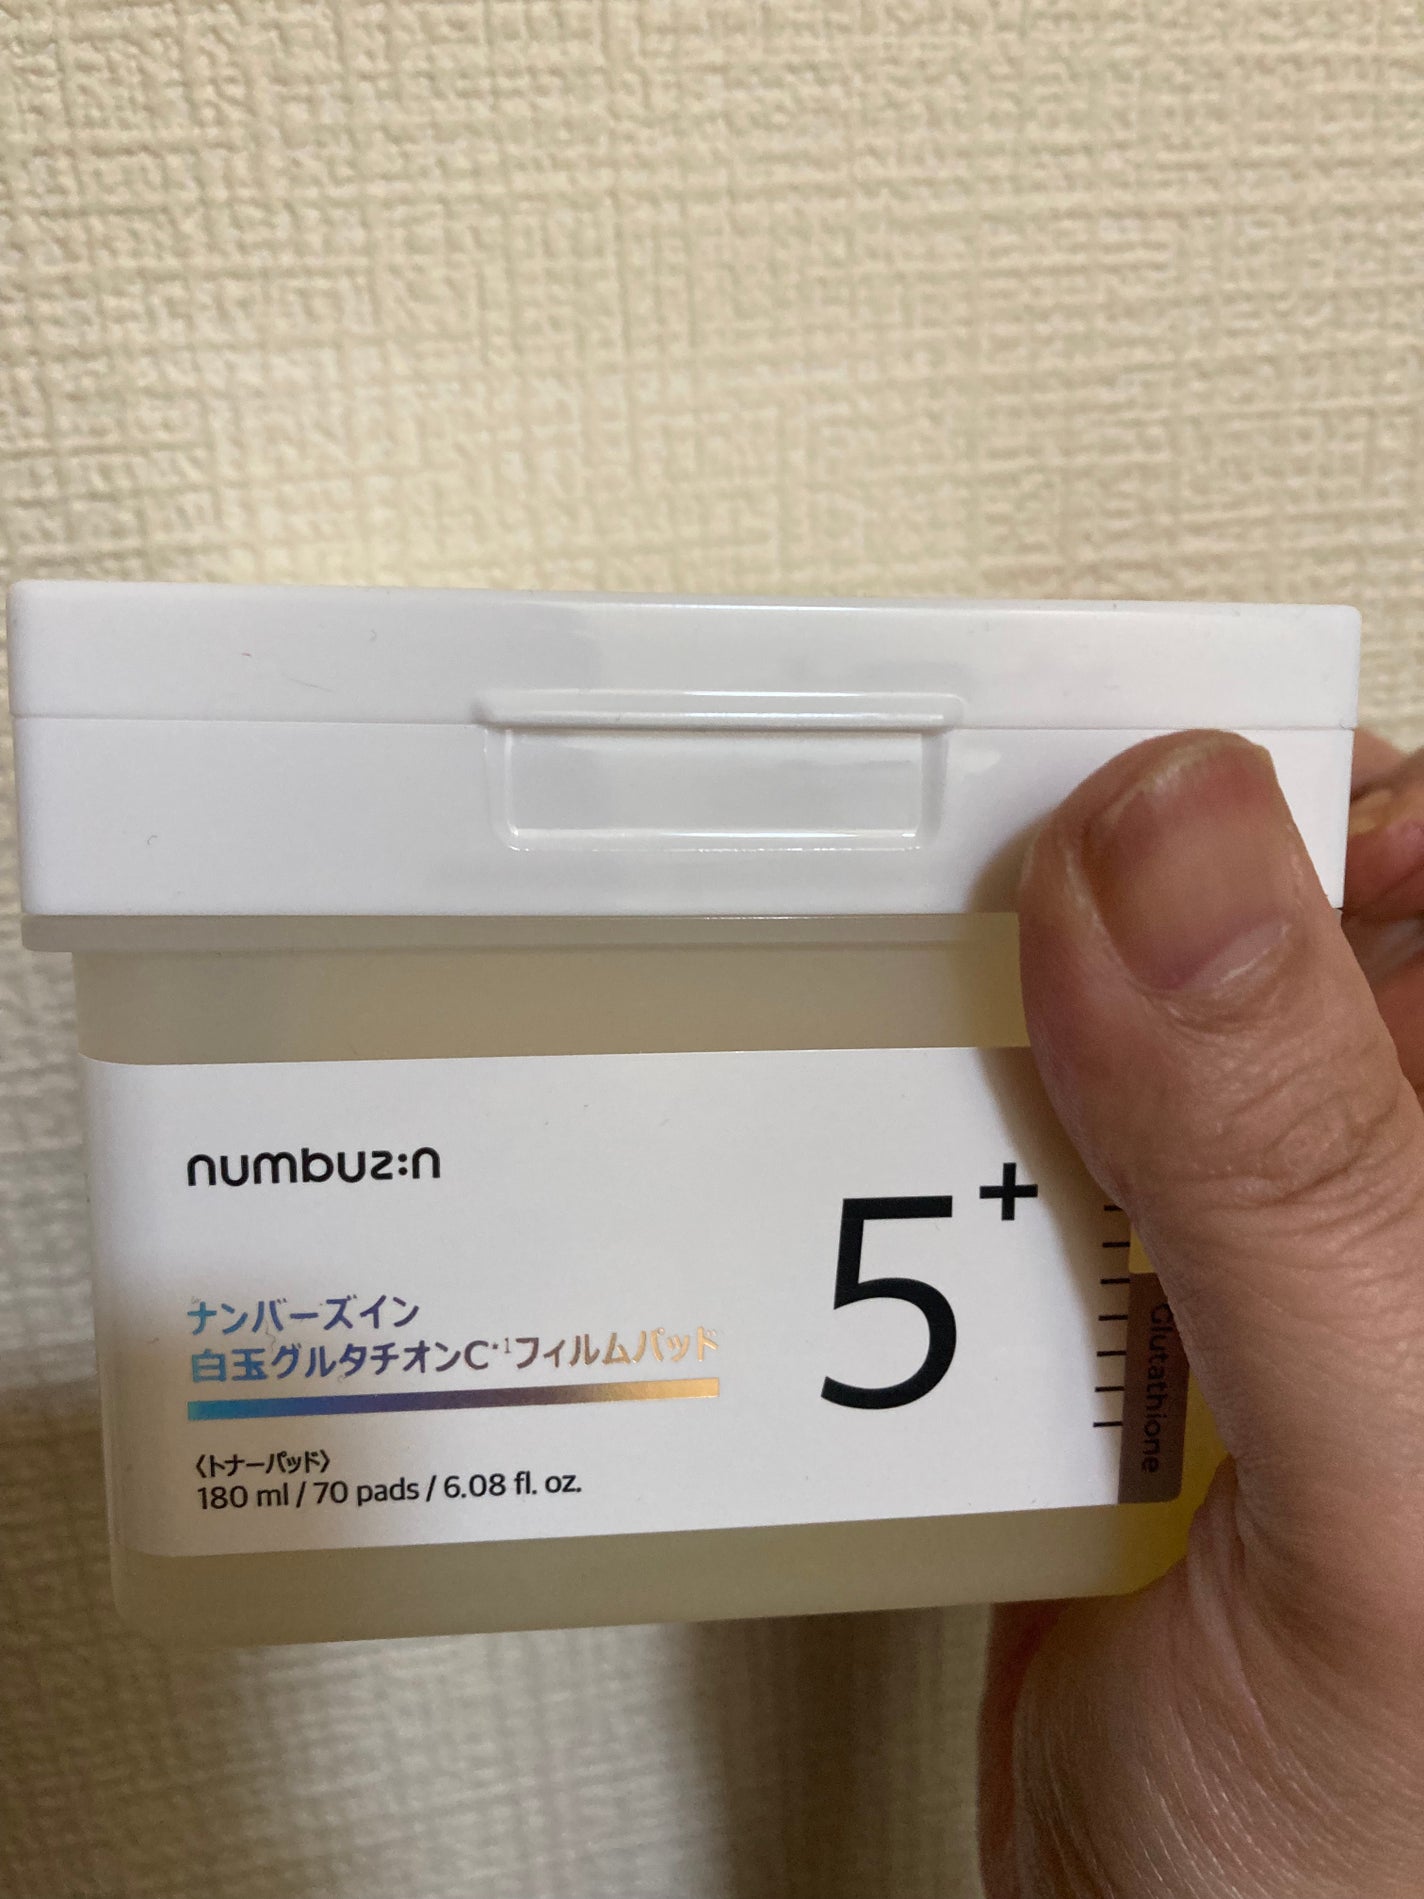 numbuz:n
5+
ナンバーズイン
白玉グルタチオンC*1フィルムパッド
〈トナーパッド〉
180 ml / 70 pads / 6.08 fl. oz.
Glutathione